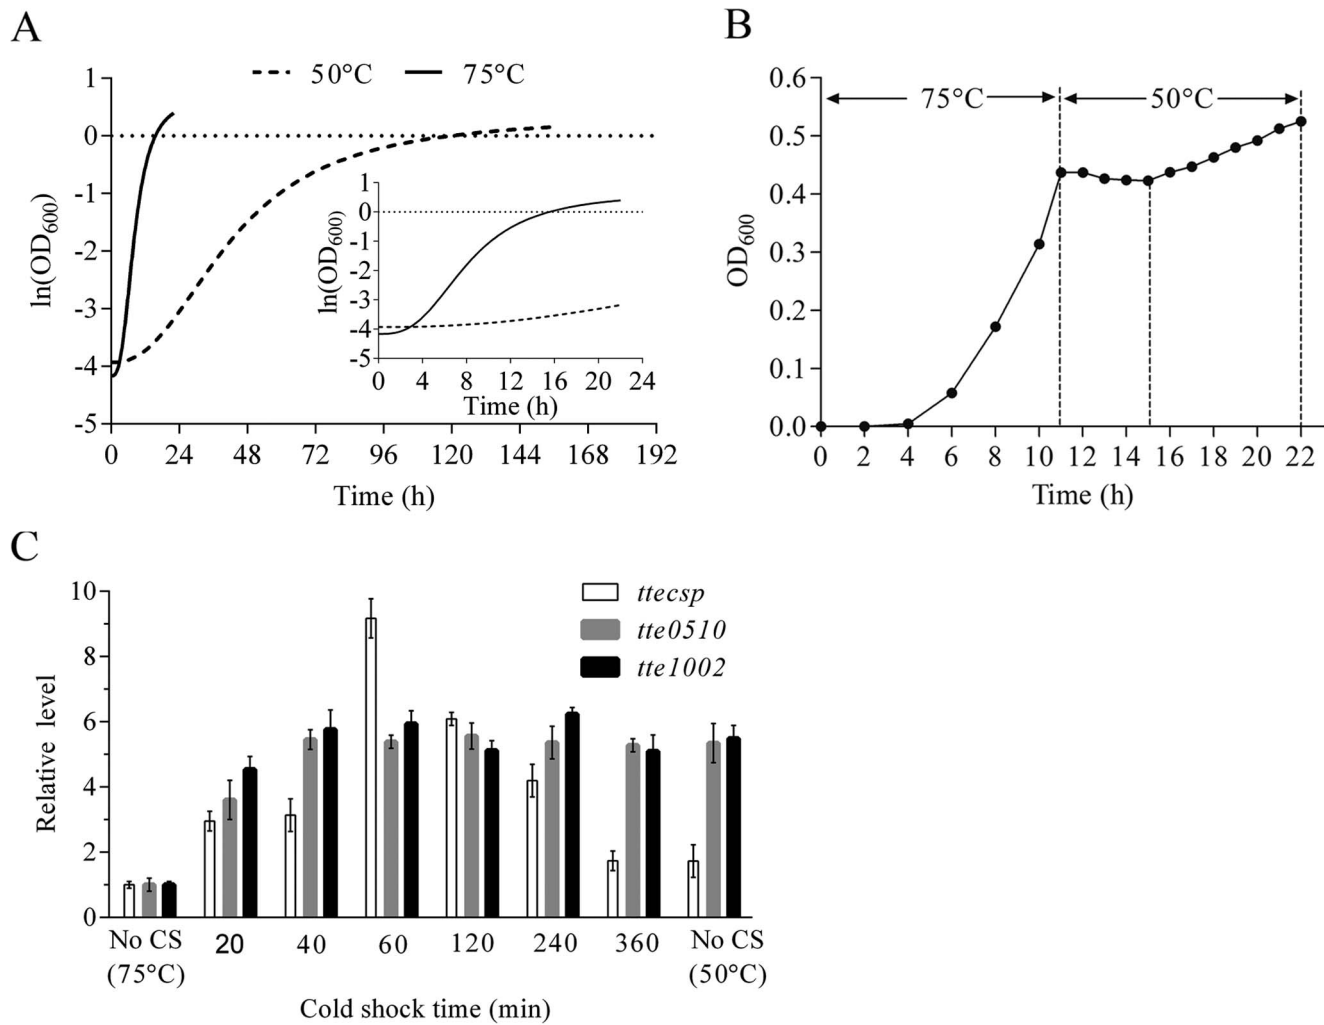 A
50°C 75°C
1
0
-1
-2
-3
-4
-5
ln(OD600)
0 24 48 72 96 120 144 168 192
Time (h)
1
0
-1
-2
-3
-4
-5
ln(OD600)
0 4 8 12 16 20 24
Time (h)
B
75°C 50°C
0.6
0.5
0.4
0.3
0.2
0.1
0.0
OD600
0 2 4 6 8 10 12 14 16 18 20 22
Time (h)
C
ttecsp
tte0510
tte1002
10
8
6
4
2
0
Relative level
No CS 20 40 60 120 240 360 No CS
(75°C) (50°C)
Cold shock time (min)